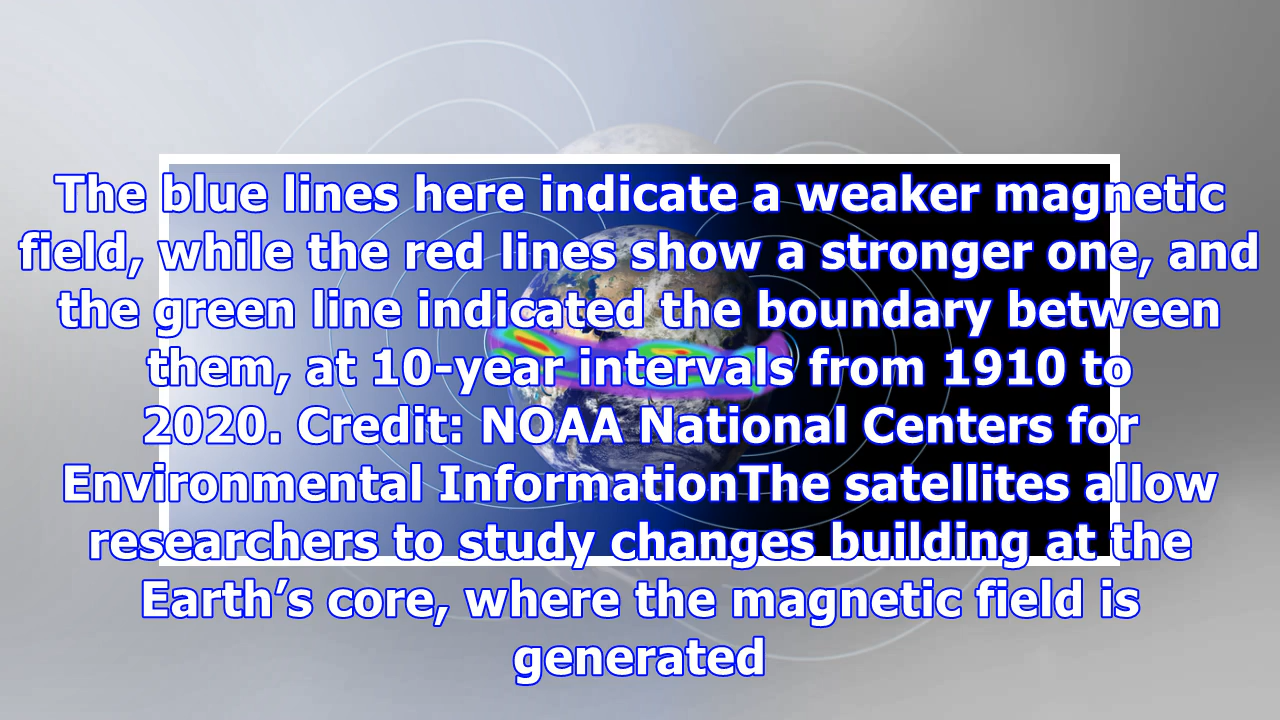 The blue lines here indicate a weaker magnetic
field, while the red lines show a stronger one, and
the green line indicated the boundary between
them, at 10-year intervals from 1910 to
2020. Credit: NOAA National Centers for
Environmental InformationThe satellites allow
researchers to study changes building at the
Earth’s core, where the magnetic field is
generated